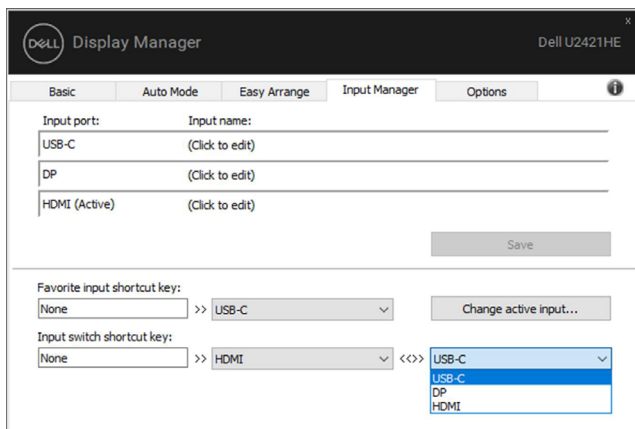 x
DELL Display Manager Dell U2421HE
Basic Auto Mode Easy Arrange Input Manager Options i
Input port: Input name:
USB-C (Click to edit)
DP (Click to edit)
HDMI (Active) (Click to edit)
Save
Favorite input shortcut key:
None >> USB-C Change active input...
Input switch shortcut key:
None >> HDMI <<>> USB-C
USB-C
DP
HDMI